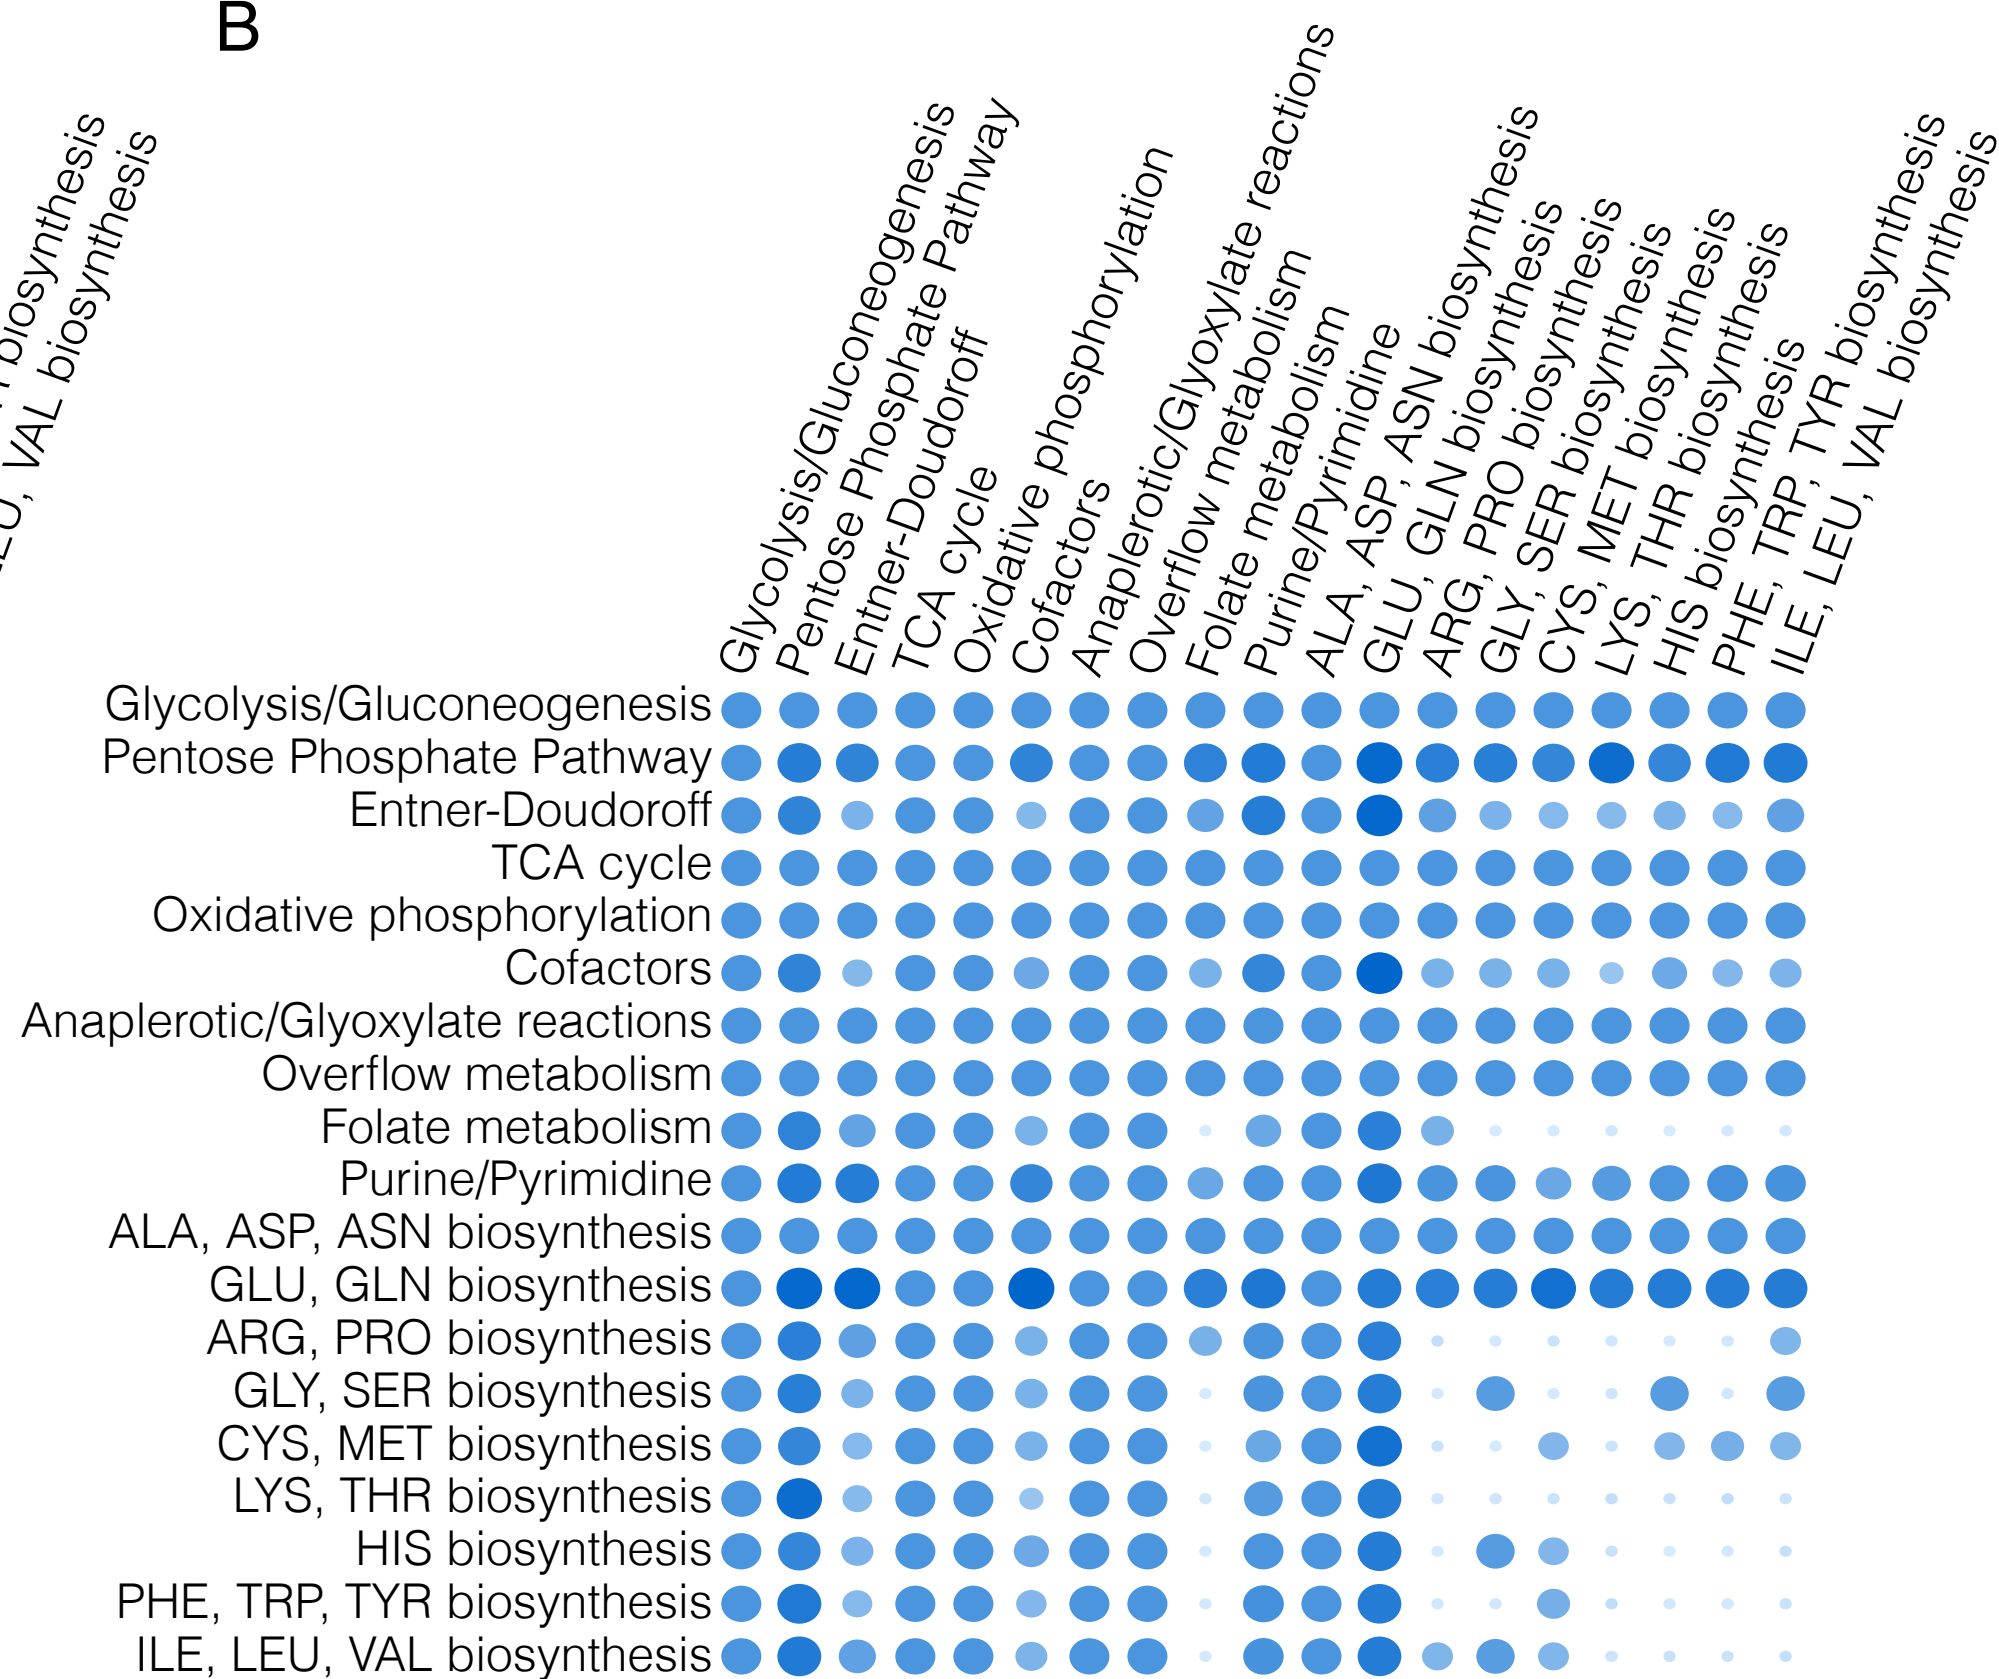 B
biosynthesis
VAL biosynthesis
Glycolysis/Gluconeogenesis
Pentose Phosphate Pathway
Entner-Doudoroff
TCA cycle
Oxidative phosphorylation
Cofactors
Anaplerotic/Glyoxylate reactions
Overflow metabolism
Folate metabolism
Purine/Pyrimidine
ALA, ASP, ASN biosynthesis
GLU, GLN biosynthesis
ARG, PRO biosynthesis
GLY, SER biosynthesis
CYS, MET biosynthesis
LYS, THR biosynthesis
HIS biosynthesis
PHE, TRP, TYR biosynthesis
ILE, LEU, VAL biosynthesis
Glycolysis/Gluconeogenesis
Pentose Phosphate Pathway
Entner-Doudoroff
TCA cycle
Oxidative phosphorylation
Cofactors
Anaplerotic/Glyoxylate reactions
Overflow metabolism
Folate metabolism
Purine/Pyrimidine
ALA, ASP, ASN biosynthesis
GLU, GLN biosynthesis
ARG, PRO biosynthesis
GLY, SER biosynthesis
CYS, MET biosynthesis
LYS, THR biosynthesis
HIS biosynthesis
PHE, TRP, TYR biosynthesis
ILE, LEU, VAL biosynthesis